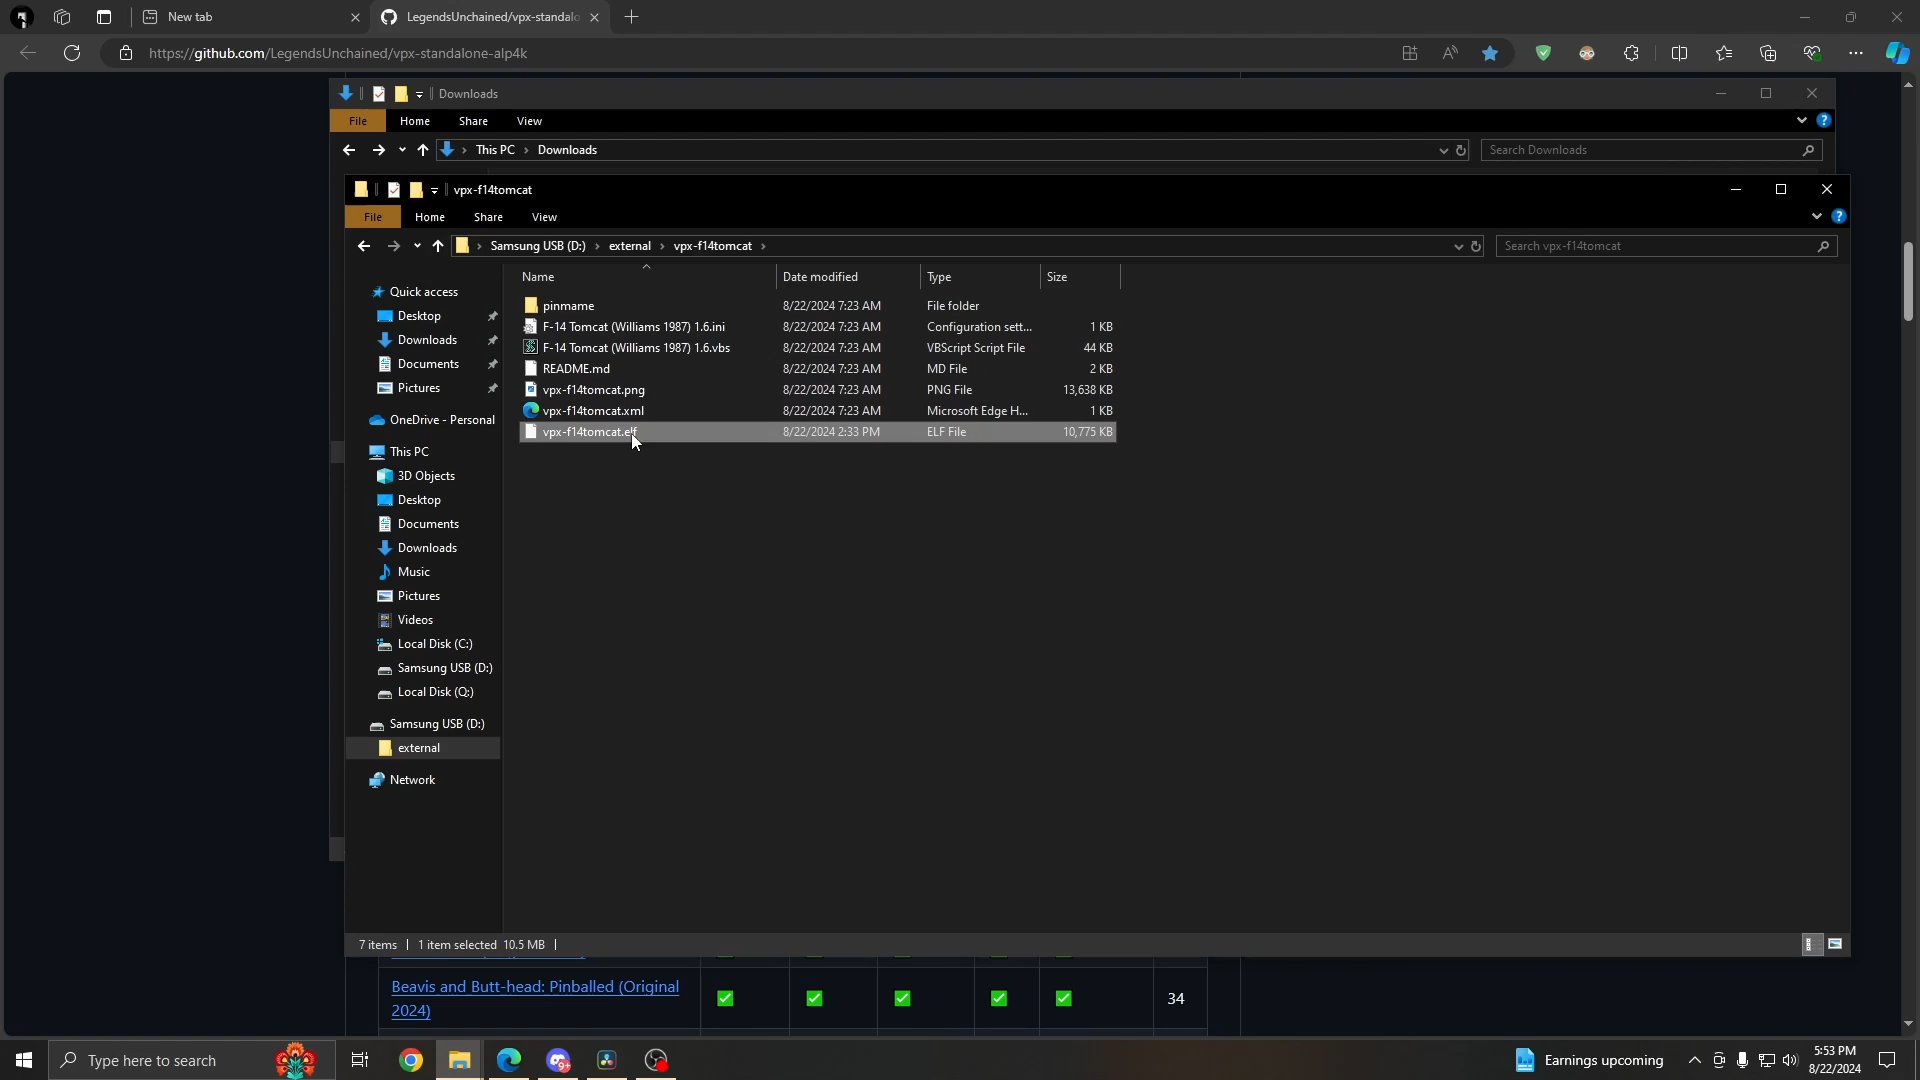 New tab
LegendsUnchained/vpx-standalo
https://github.com/LegendsUnchained/vpx-standalone-alp4k
Downloads
File Home Share View
This PC > Downloads
Search Downloads
vpx-f14tomcat
File Home Share View
Samsung USB (D:) > external > vpx-f14tomcat >
Search vpx-f14tomcat
Name Date modified Type Size
pinmame 8/22/2024 7:23 AM File folder
F-14 Tomcat (Williams 1987) 1.6.ini 8/22/2024 7:23 AM Configuration sett... 1 KB
F-14 Tomcat (Williams 1987) 1.6.vbs 8/22/2024 7:23 AM VBScript Script File 44 KB
README.md 8/22/2024 7:23 AM MD File 2 KB
vpx-f14tomcat.png 8/22/2024 7:23 AM PNG File 13,638 KB
vpx-f14tomcat.xml 8/22/2024 7:23 AM Microsoft Edge H... 1 KB
vpx-f14tomcat.elf 8/22/2024 2:33 PM ELF File 10,775 KB
Quick access
Desktop
Downloads
Documents
Pictures
OneDrive - Personal
This PC
3D Objects
Desktop
Documents
Downloads
Music
Pictures
Videos
Local Disk (C:)
Samsung USB (D:)
Local Disk (Q:)
Samsung USB (D:)
external
Network
7 items 1 item selected 10.5 MB
Beavis and Butt-head: Pinballed (Original
2024)
34
Type here to search
9+
Earnings upcoming
5:53 PM
8/22/2024